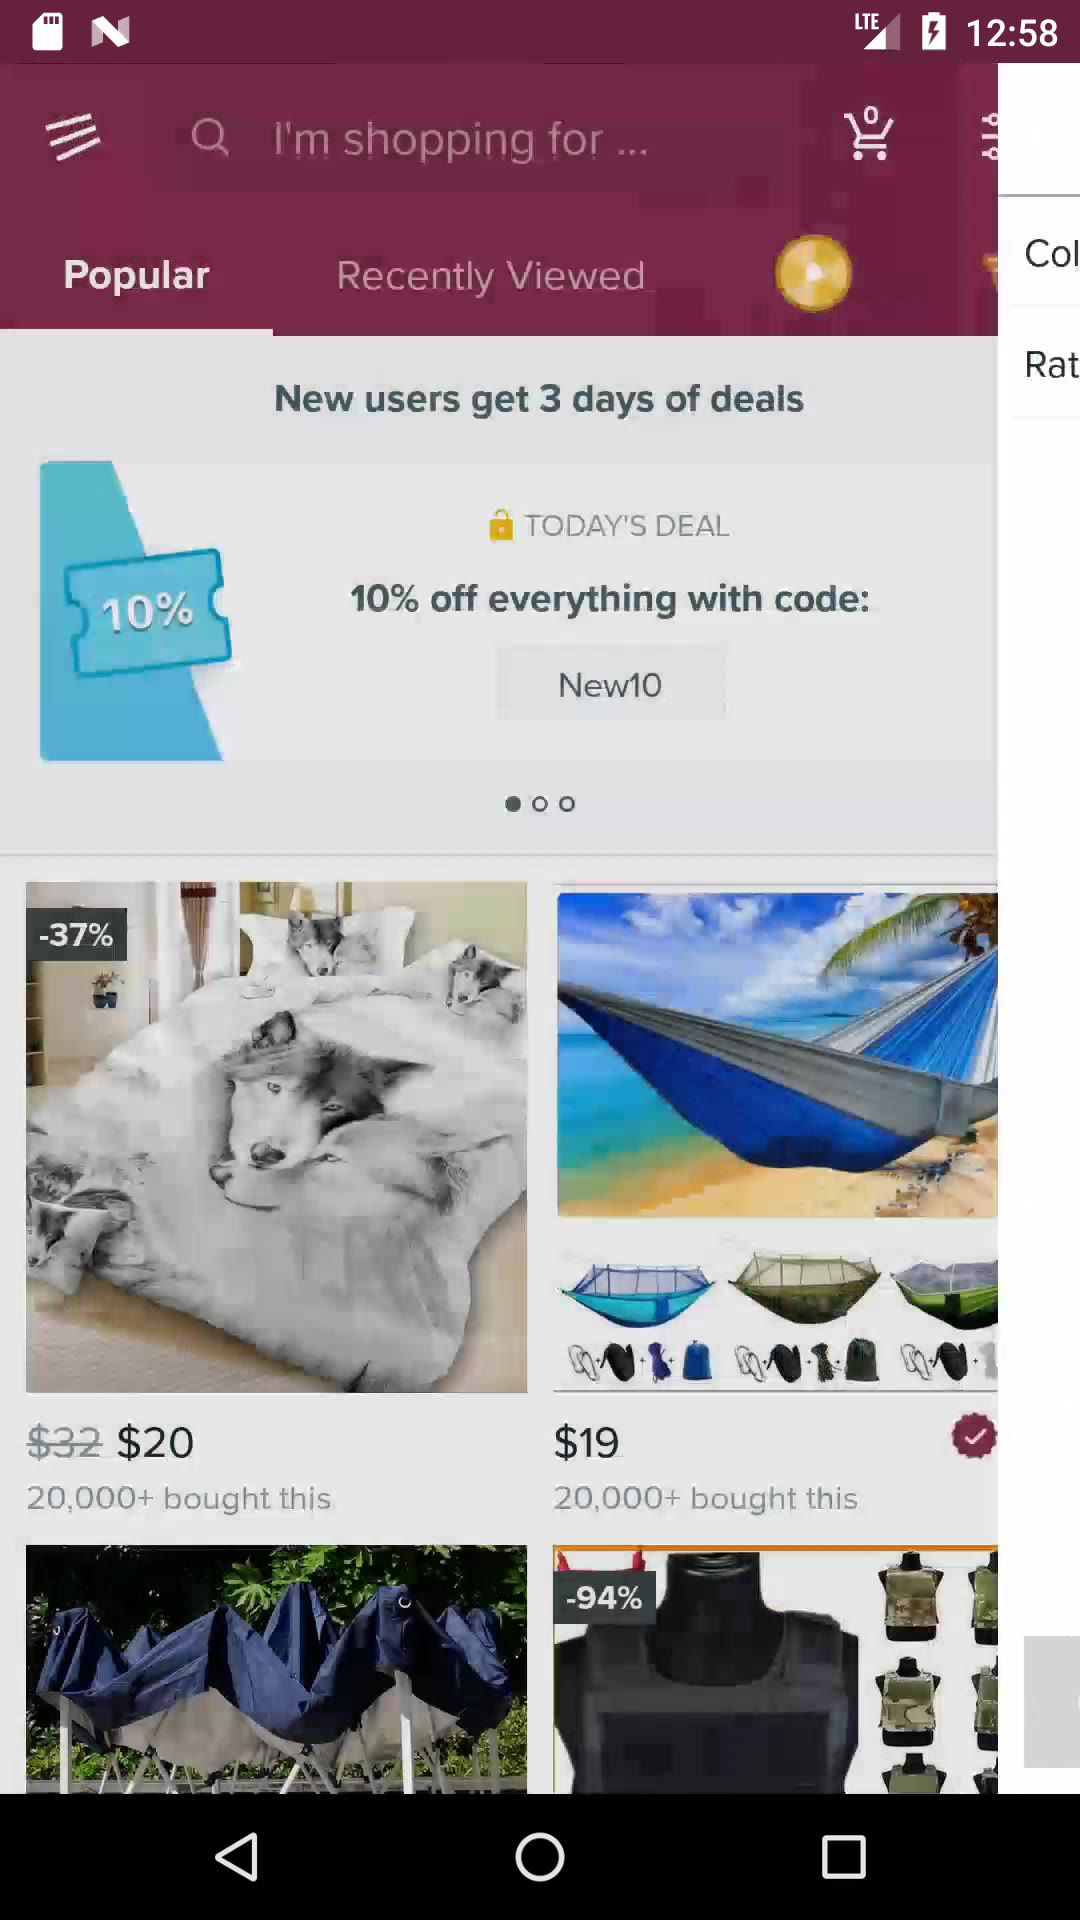 LTE 12:58
0
I'm shopping for ...
Popular
Recently Viewed
Col
Rat
New users get 3 days of deals
TODAY'S DEAL
10%
10% off everything with code:
New10
-37%
$32 $20
20,000+ bought this
$19
20,000+ bought this
-94%